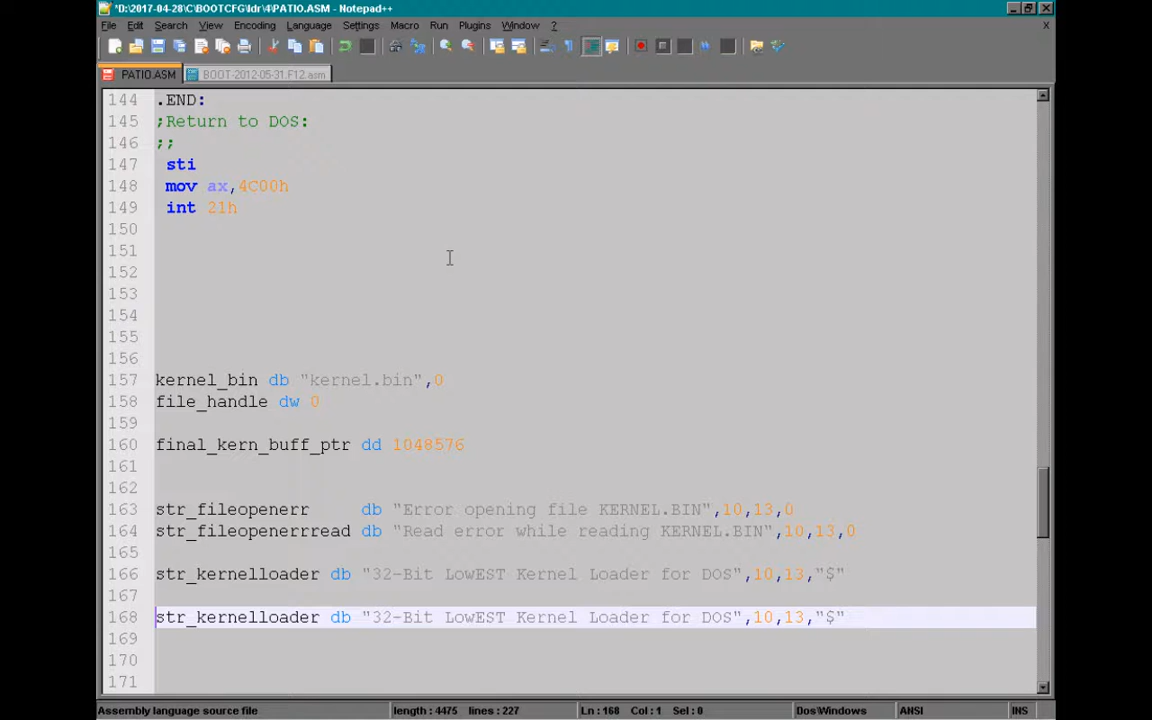 *D:\2017-04-28\C\BOOTCFG\ldr\4\PATIO.ASM - Notepad++
File Edit Search View Encoding Language Settings Macro Run Plugins Window ? X
PATIO.ASM BOOT-2012-05-31.F12.asm
144 .END:
145 ;Return to DOS:
146 ;;
147 sti
148 mov ax,4C00h
149 int 21h
150
151
152
153
154
155
156
157 kernel_bin db "kernel.bin",0
158 file_handle dw 0
159
160 final_kern_buff_ptr dd 1048576
161
162
163 str_fileopenerr db "Error opening file KERNEL.BIN",10,13,0
164 str_fileopenerrread db "Read error while reading KERNEL.BIN",10,13,0
165
166 str_kernelloader db "32-Bit LowEST Kernel Loader for DOS",10,13,"$"
167
168 str_kernelloader db "32-Bit LowEST Kernel Loader for DOS",10,13,"$"
169
170
171
Assembly language source file length : 4475 lines : 227 Ln : 168 Col : 1 Sel : 0 Dos\Windows ANSI INS